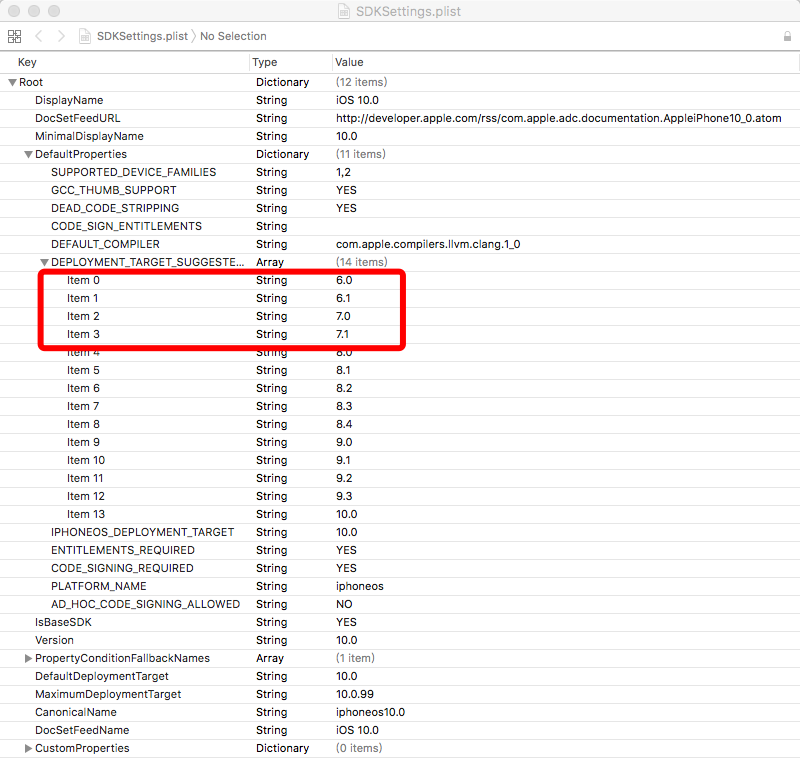 SDKSettings.plist
SDKSettings.plist No Selection
Key Type Value
Root Dictionary (12 items)
DisplayName String iOS 10.0
DocSetFeedURL String http://developer.apple.com/rss/com.apple.adc.documentation.AppleiPhone10_0.atom
MinimalDisplayName String 10.0
DefaultProperties Dictionary (11 items)
SUPPORTED_DEVICE_FAMILIES String 1,2
GCC_THUMB_SUPPORT String YES
DEAD_CODE_STRIPPING String YES
CODE_SIGN_ENTITLEMENTS String
DEFAULT_COMPILER String com.apple.compilers.llvm.clang.1_0
DEPLOYMENT_TARGET_SUGGESTE... Array (14 items)
Item 0 String 6.0
Item 1 String 6.1
Item 2 String 7.0
Item 3 String 7.1
Item 4 String 8.0
Item 5 String 8.1
Item 6 String 8.2
Item 7 String 8.3
Item 8 String 8.4
Item 9 String 9.0
Item 10 String 9.1
Item 11 String 9.2
Item 12 String 9.3
Item 13 String 10.0
IPHONEOS_DEPLOYMENT_TARGET String 10.0
ENTITLEMENTS_REQUIRED String YES
CODE_SIGNING_REQUIRED String YES
PLATFORM_NAME String iphoneos
AD_HOC_CODE_SIGNING_ALLOWED String NO
IsBaseSDK String YES
Version String 10.0
PropertyConditionFallbackNames Array (1 item)
DefaultDeploymentTarget String 10.0
MaximumDeploymentTarget String 10.0.99
CanonicalName String iphoneos10.0
DocSetFeedName String iOS 10.0
CustomProperties Dictionary (0 items)